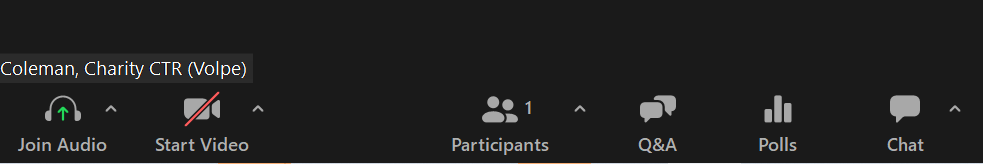 Coleman, Charity CTR (Volpe)
1
Join Audio Start Video Participants Q&A Polls Chat